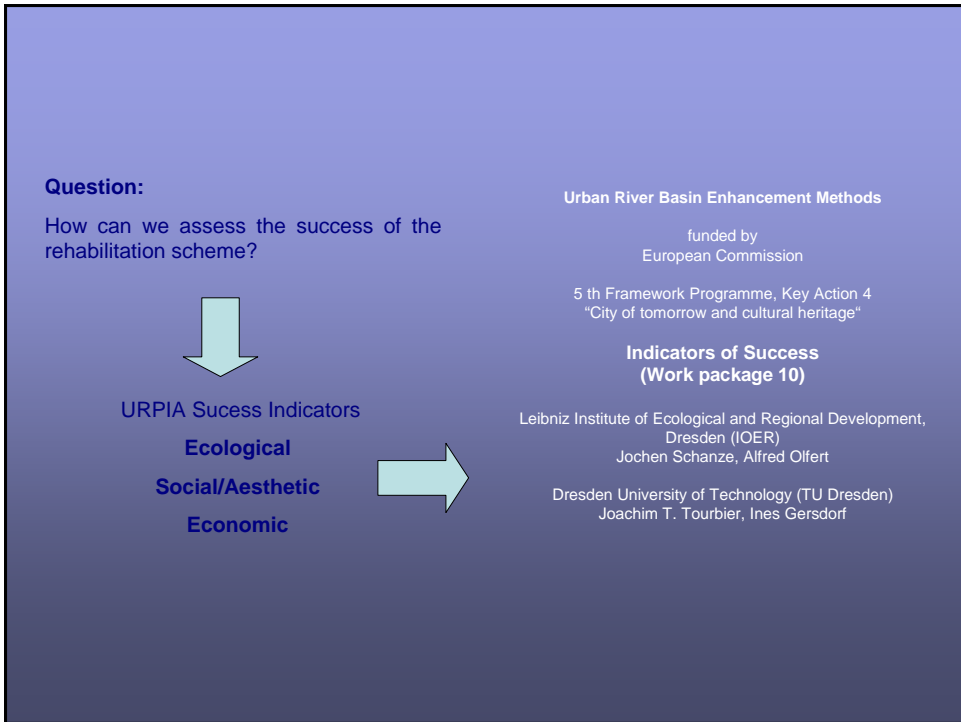 Question:
How can we assess the success of the
rehabilitation scheme?
URPIA Sucess Indicators
Ecological
Social/Aesthetic
Economic
Urban River Basin Enhancement Methods
funded by
European Commission
5 th Framework Programme, Key Action 4
“City of tomorrow and cultural heritage“
Indicators of Success
(Work package 10)
Leibniz Institute of Ecological and Regional Development,
Dresden (IOER)
Jochen Schanze, Alfred Olfert
Dresden University of Technology (TU Dresden)
Joachim T. Tourbier, Ines Gersdorf